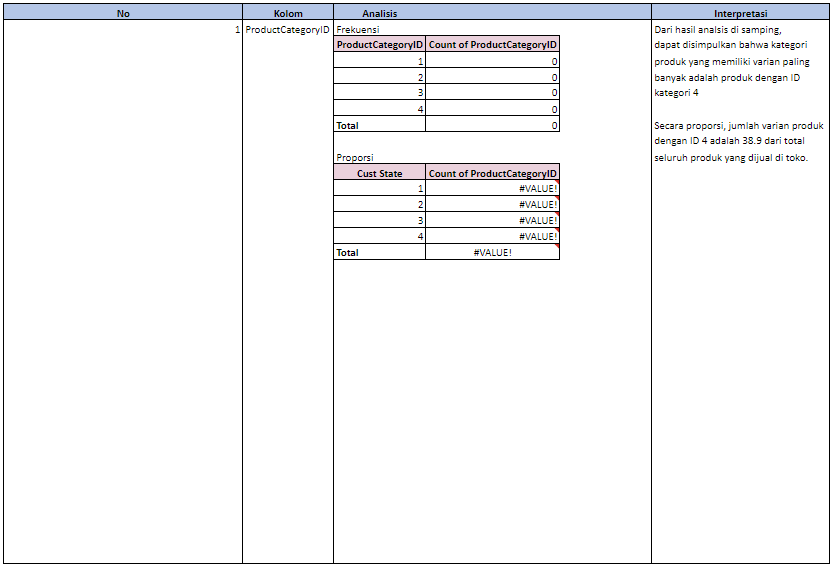 No Kolom Analisis Interpretasi
1 ProductCategoryID Frekuensi Dari hasil analsis di samping,
ProductCategoryID Count of ProductCategoryID dapat disimpulkan bahwa kategori
1 0 produk yang memiliki varian paling
2 0 banyak adalah produk dengan ID
3 0 kategori 4
4 0
Total 0 Secara proporsi, jumlah varian produk
dengan ID 4 adalah 38.9 dari total
Proporsi seluruh produk yang dijual di toko.
Cust State Count of ProductCategoryID
1 #VALUE!
2 #VALUE!
3 #VALUE!
4 #VALUE!
Total #VALUE!